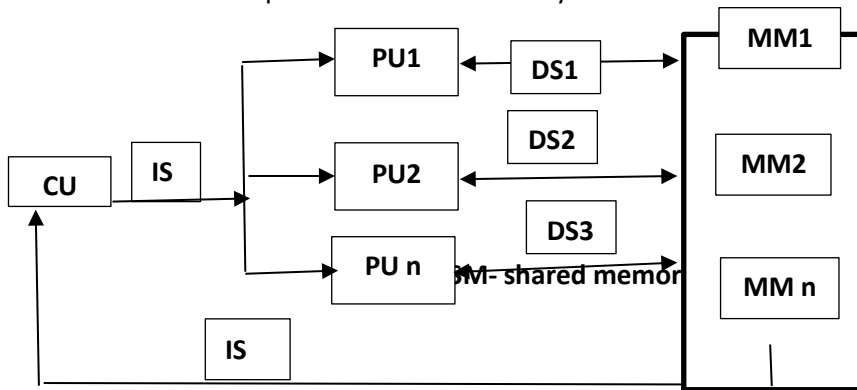 MM1
PU1
DS1
DS2
MM2
IS
CU
PU2
DS3
PU n
M- shared memor
MM n
IS